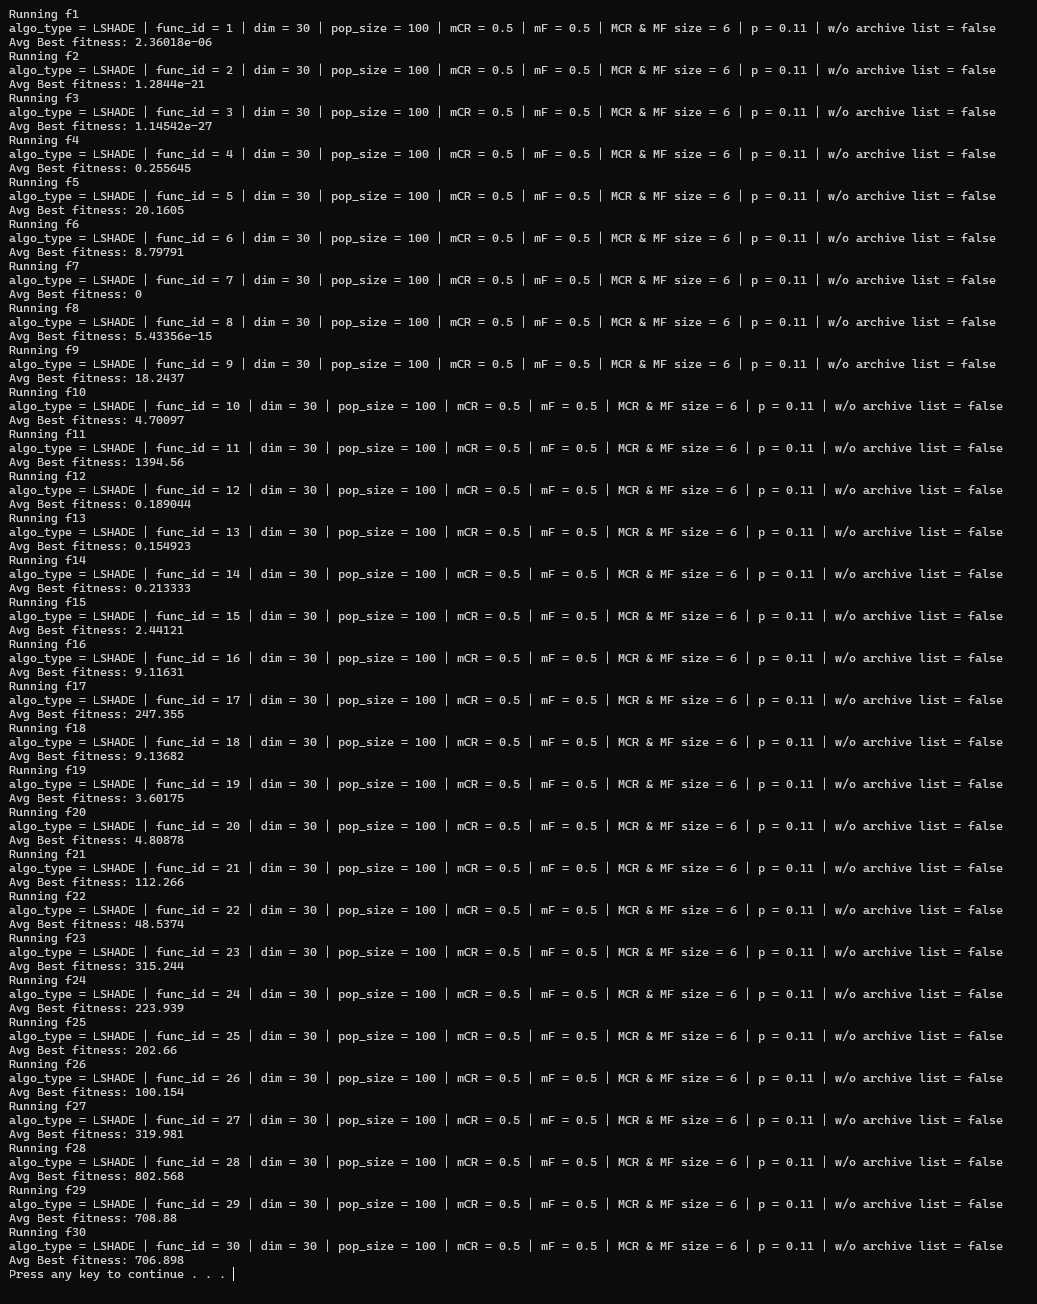 Running f1
algo_type = LSHADE | func_id = 1 | dim = 30 | pop_size = 100 | mCR = 0.5 | mF = 0.5 | MCR & MF size = 6 | p = 0.11 | w/o archive list = false
Avg Best fitness: 2.36018e-06
Running f2
algo_type = LSHADE | func_id = 2 | dim = 30 | pop_size = 100 | mCR = 0.5 | mF = 0.5 | MCR & MF size = 6 | p = 0.11 | w/o archive list = false
Avg Best fitness: 1.2844e-21
Running f3
algo_type = LSHADE | func_id = 3 | dim = 30 | pop_size = 100 | mCR = 0.5 | mF = 0.5 | MCR & MF size = 6 | p = 0.11 | w/o archive list = false
Avg Best fitness: 1.14542e-27
Running f4
algo_type = LSHADE | func_id = 4 | dim = 30 | pop_size = 100 | mCR = 0.5 | mF = 0.5 | MCR & MF size = 6 | p = 0.11 | w/o archive list = false
Avg Best fitness: 0.255645
Running f5
algo_type = LSHADE | func_id = 5 | dim = 30 | pop_size = 100 | mCR = 0.5 | mF = 0.5 | MCR & MF size = 6 | p = 0.11 | w/o archive list = false
Avg Best fitness: 20.1605
Running f6
algo_type = LSHADE | func_id = 6 | dim = 30 | pop_size = 100 | mCR = 0.5 | mF = 0.5 | MCR & MF size = 6 | p = 0.11 | w/o archive list = false
Avg Best fitness: 8.79791
Running f7
algo_type = LSHADE | func_id = 7 | dim = 30 | pop_size = 100 | mCR = 0.5 | mF = 0.5 | MCR & MF size = 6 | p = 0.11 | w/o archive list = false
Avg Best fitness: 0
Running f8
algo_type = LSHADE | func_id = 8 | dim = 30 | pop_size = 100 | mCR = 0.5 | mF = 0.5 | MCR & MF size = 6 | p = 0.11 | w/o archive list = false
Avg Best fitness: 5.43356e-15
Running f9
algo_type = LSHADE | func_id = 9 | dim = 30 | pop_size = 100 | mCR = 0.5 | mF = 0.5 | MCR & MF size = 6 | p = 0.11 | w/o archive list = false
Avg Best fitness: 18.2437
Running f10
algo_type = LSHADE | func_id = 10 | dim = 30 | pop_size = 100 | mCR = 0.5 | mF = 0.5 | MCR & MF size = 6 | p = 0.11 | w/o archive list = false
Avg Best fitness: 4.70097
Running f11
algo_type = LSHADE | func_id = 11 | dim = 30 | pop_size = 100 | mCR = 0.5 | mF = 0.5 | MCR & MF size = 6 | p = 0.11 | w/o archive list = false
Avg Best fitness: 1394.56
Running f12
algo_type = LSHADE | func_id = 12 | dim = 30 | pop_size = 100 | mCR = 0.5 | mF = 0.5 | MCR & MF size = 6 | p = 0.11 | w/o archive list = false
Avg Best fitness: 0.189044
Running f13
algo_type = LSHADE | func_id = 13 | dim = 30 | pop_size = 100 | mCR = 0.5 | mF = 0.5 | MCR & MF size = 6 | p = 0.11 | w/o archive list = false
Avg Best fitness: 0.154923
Running f14
algo_type = LSHADE | func_id = 14 | dim = 30 | pop_size = 100 | mCR = 0.5 | mF = 0.5 | MCR & MF size = 6 | p = 0.11 | w/o archive list = false
Avg Best fitness: 0.213333
Running f15
algo_type = LSHADE | func_id = 15 | dim = 30 | pop_size = 100 | mCR = 0.5 | mF = 0.5 | MCR & MF size = 6 | p = 0.11 | w/o archive list = false
Avg Best fitness: 2.44121
Running f16
algo_type = LSHADE | func_id = 16 | dim = 30 | pop_size = 100 | mCR = 0.5 | mF = 0.5 | MCR & MF size = 6 | p = 0.11 | w/o archive list = false
Avg Best fitness: 9.11631
Running f17
algo_type = LSHADE | func_id = 17 | dim = 30 | pop_size = 100 | mCR = 0.5 | mF = 0.5 | MCR & MF size = 6 | p = 0.11 | w/o archive list = false
Avg Best fitness: 247.355
Running f18
algo_type = LSHADE | func_id = 18 | dim = 30 | pop_size = 100 | mCR = 0.5 | mF = 0.5 | MCR & MF size = 6 | p = 0.11 | w/o archive list = false
Avg Best fitness: 9.13682
Running f19
algo_type = LSHADE | func_id = 19 | dim = 30 | pop_size = 100 | mCR = 0.5 | mF = 0.5 | MCR & MF size = 6 | p = 0.11 | w/o archive list = false
Avg Best fitness: 3.60175
Running f20
algo_type = LSHADE | func_id = 20 | dim = 30 | pop_size = 100 | mCR = 0.5 | mF = 0.5 | MCR & MF size = 6 | p = 0.11 | w/o archive list = false
Avg Best fitness: 4.80878
Running f21
algo_type = LSHADE | func_id = 21 | dim = 30 | pop_size = 100 | mCR = 0.5 | mF = 0.5 | MCR & MF size = 6 | p = 0.11 | w/o archive list = false
Avg Best fitness: 112.266
Running f22
algo_type = LSHADE | func_id = 22 | dim = 30 | pop_size = 100 | mCR = 0.5 | mF = 0.5 | MCR & MF size = 6 | p = 0.11 | w/o archive list = false
Avg Best fitness: 48.5374
Running f23
algo_type = LSHADE | func_id = 23 | dim = 30 | pop_size = 100 | mCR = 0.5 | mF = 0.5 | MCR & MF size = 6 | p = 0.11 | w/o archive list = false
Avg Best fitness: 315.244
Running f24
algo_type = LSHADE | func_id = 24 | dim = 30 | pop_size = 100 | mCR = 0.5 | mF = 0.5 | MCR & MF size = 6 | p = 0.11 | w/o archive list = false
Avg Best fitness: 223.939
Running f25
algo_type = LSHADE | func_id = 25 | dim = 30 | pop_size = 100 | mCR = 0.5 | mF = 0.5 | MCR & MF size = 6 | p = 0.11 | w/o archive list = false
Avg Best fitness: 202.66
Running f26
algo_type = LSHADE | func_id = 26 | dim = 30 | pop_size = 100 | mCR = 0.5 | mF = 0.5 | MCR & MF size = 6 | p = 0.11 | w/o archive list = false
Avg Best fitness: 100.154
Running f27
algo_type = LSHADE | func_id = 27 | dim = 30 | pop_size = 100 | mCR = 0.5 | mF = 0.5 | MCR & MF size = 6 | p = 0.11 | w/o archive list = false
Avg Best fitness: 319.981
Running f28
algo_type = LSHADE | func_id = 28 | dim = 30 | pop_size = 100 | mCR = 0.5 | mF = 0.5 | MCR & MF size = 6 | p = 0.11 | w/o archive list = false
Avg Best fitness: 802.568
Running f29
algo_type = LSHADE | func_id = 29 | dim = 30 | pop_size = 100 | mCR = 0.5 | mF = 0.5 | MCR & MF size = 6 | p = 0.11 | w/o archive list = false
Avg Best fitness: 708.88
Running f30
algo_type = LSHADE | func_id = 30 | dim = 30 | pop_size = 100 | mCR = 0.5 | mF = 0.5 | MCR & MF size = 6 | p = 0.11 | w/o archive list = false
Avg Best fitness: 706.898
Press any key to continue . . .